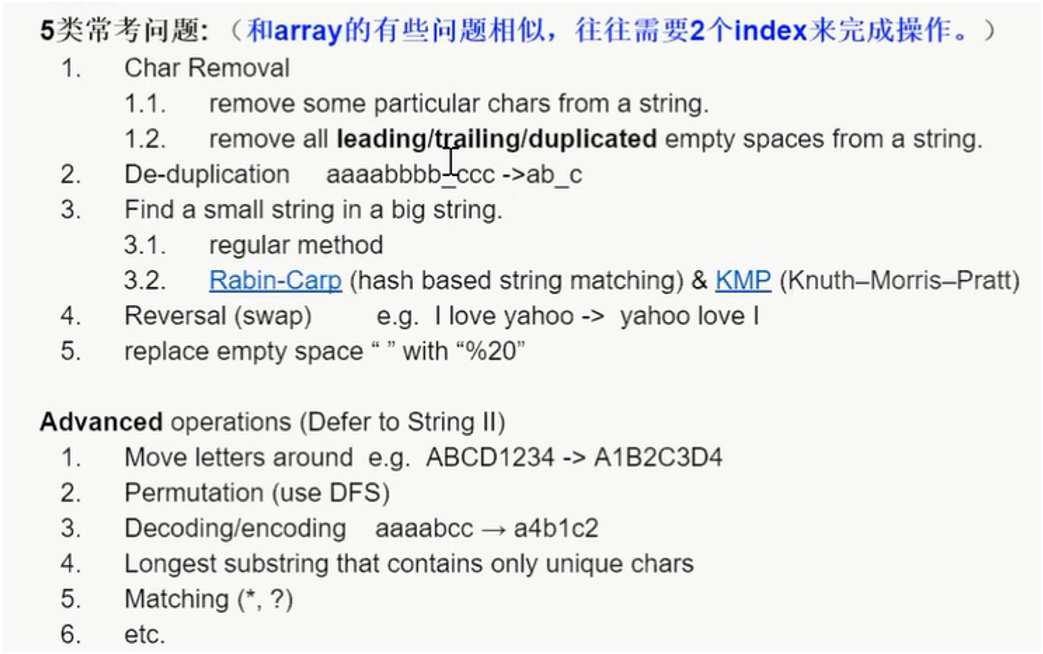 5类常考问题:（和array的有些问题相似，往往需要2个index来完成操作。）
1. Char Removal
1.1. remove some particular chars from a string.
1.2. remove all leading/trailing/duplicated empty spaces from a string.
2. De-duplication aaaabbbb_ccc ->ab_c
3. Find a small string in a big string.
3.1. regular method
3.2. Rabin-Carp (hash based string matching) & KMP (Knuth–Morris–Pratt)
4. Reversal (swap) e.g. I love yahoo -> yahoo love I
5. replace empty space “ ” with “%20”
Advanced operations (Defer to String II)
1. Move letters around e.g. ABCD1234 -> A1B2C3D4
2. Permutation (use DFS)
3. Decoding/encoding aaaabcc → a4b1c2
4. Longest substring that contains only unique chars
5. Matching (*, ?)
6. etc.